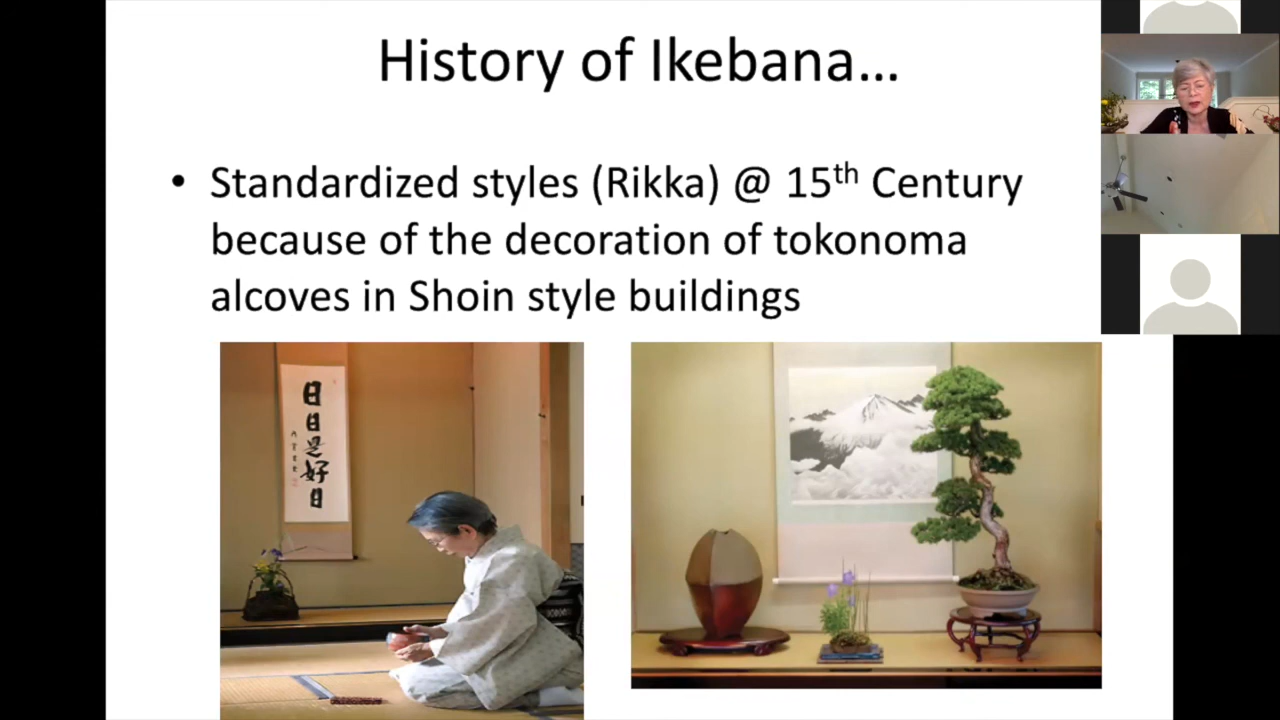 History of Ikebana...
• Standardized styles (Rikka) @ 15th Century
because of the decoration of tokonoma
alcoves in Shoin style buildings
日日是好日